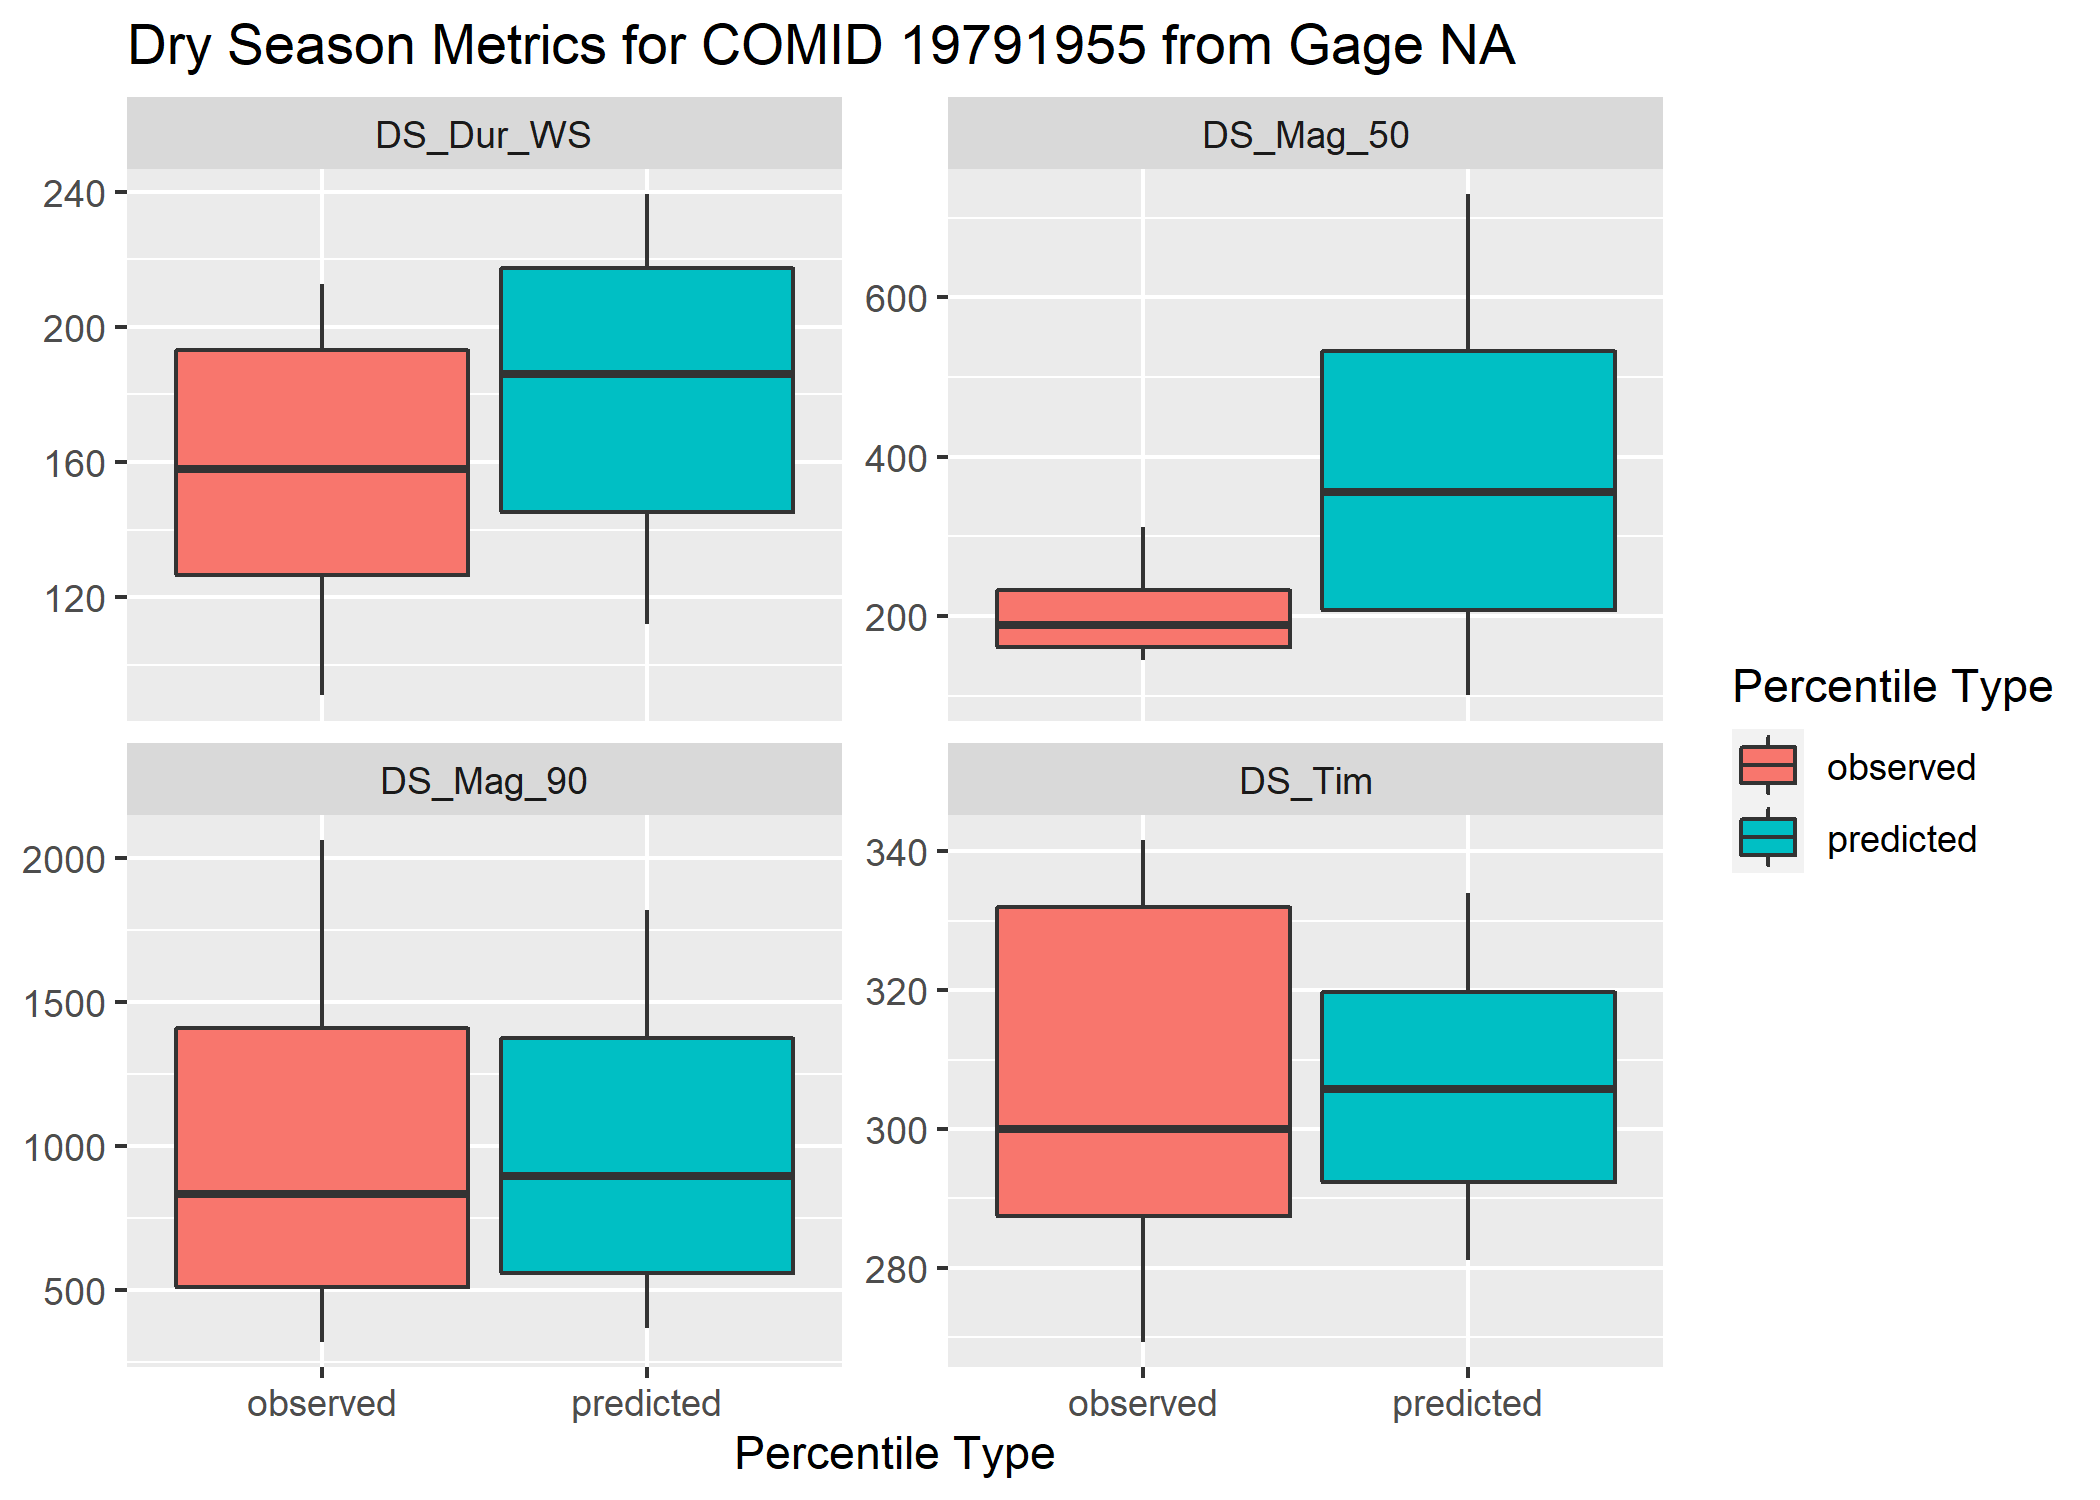 Dry Season Metrics for COMID 19791955 from Gage NA
DS_Dur_WS
240
200
160
120
DS_Mag_50
600
400
200
DS_Mag_90
2000
1500
1000
500
observed
predicted
DS_Tim
340
320
300
280
observed
predicted
Percentile Type
Percentile Type
observed
predicted